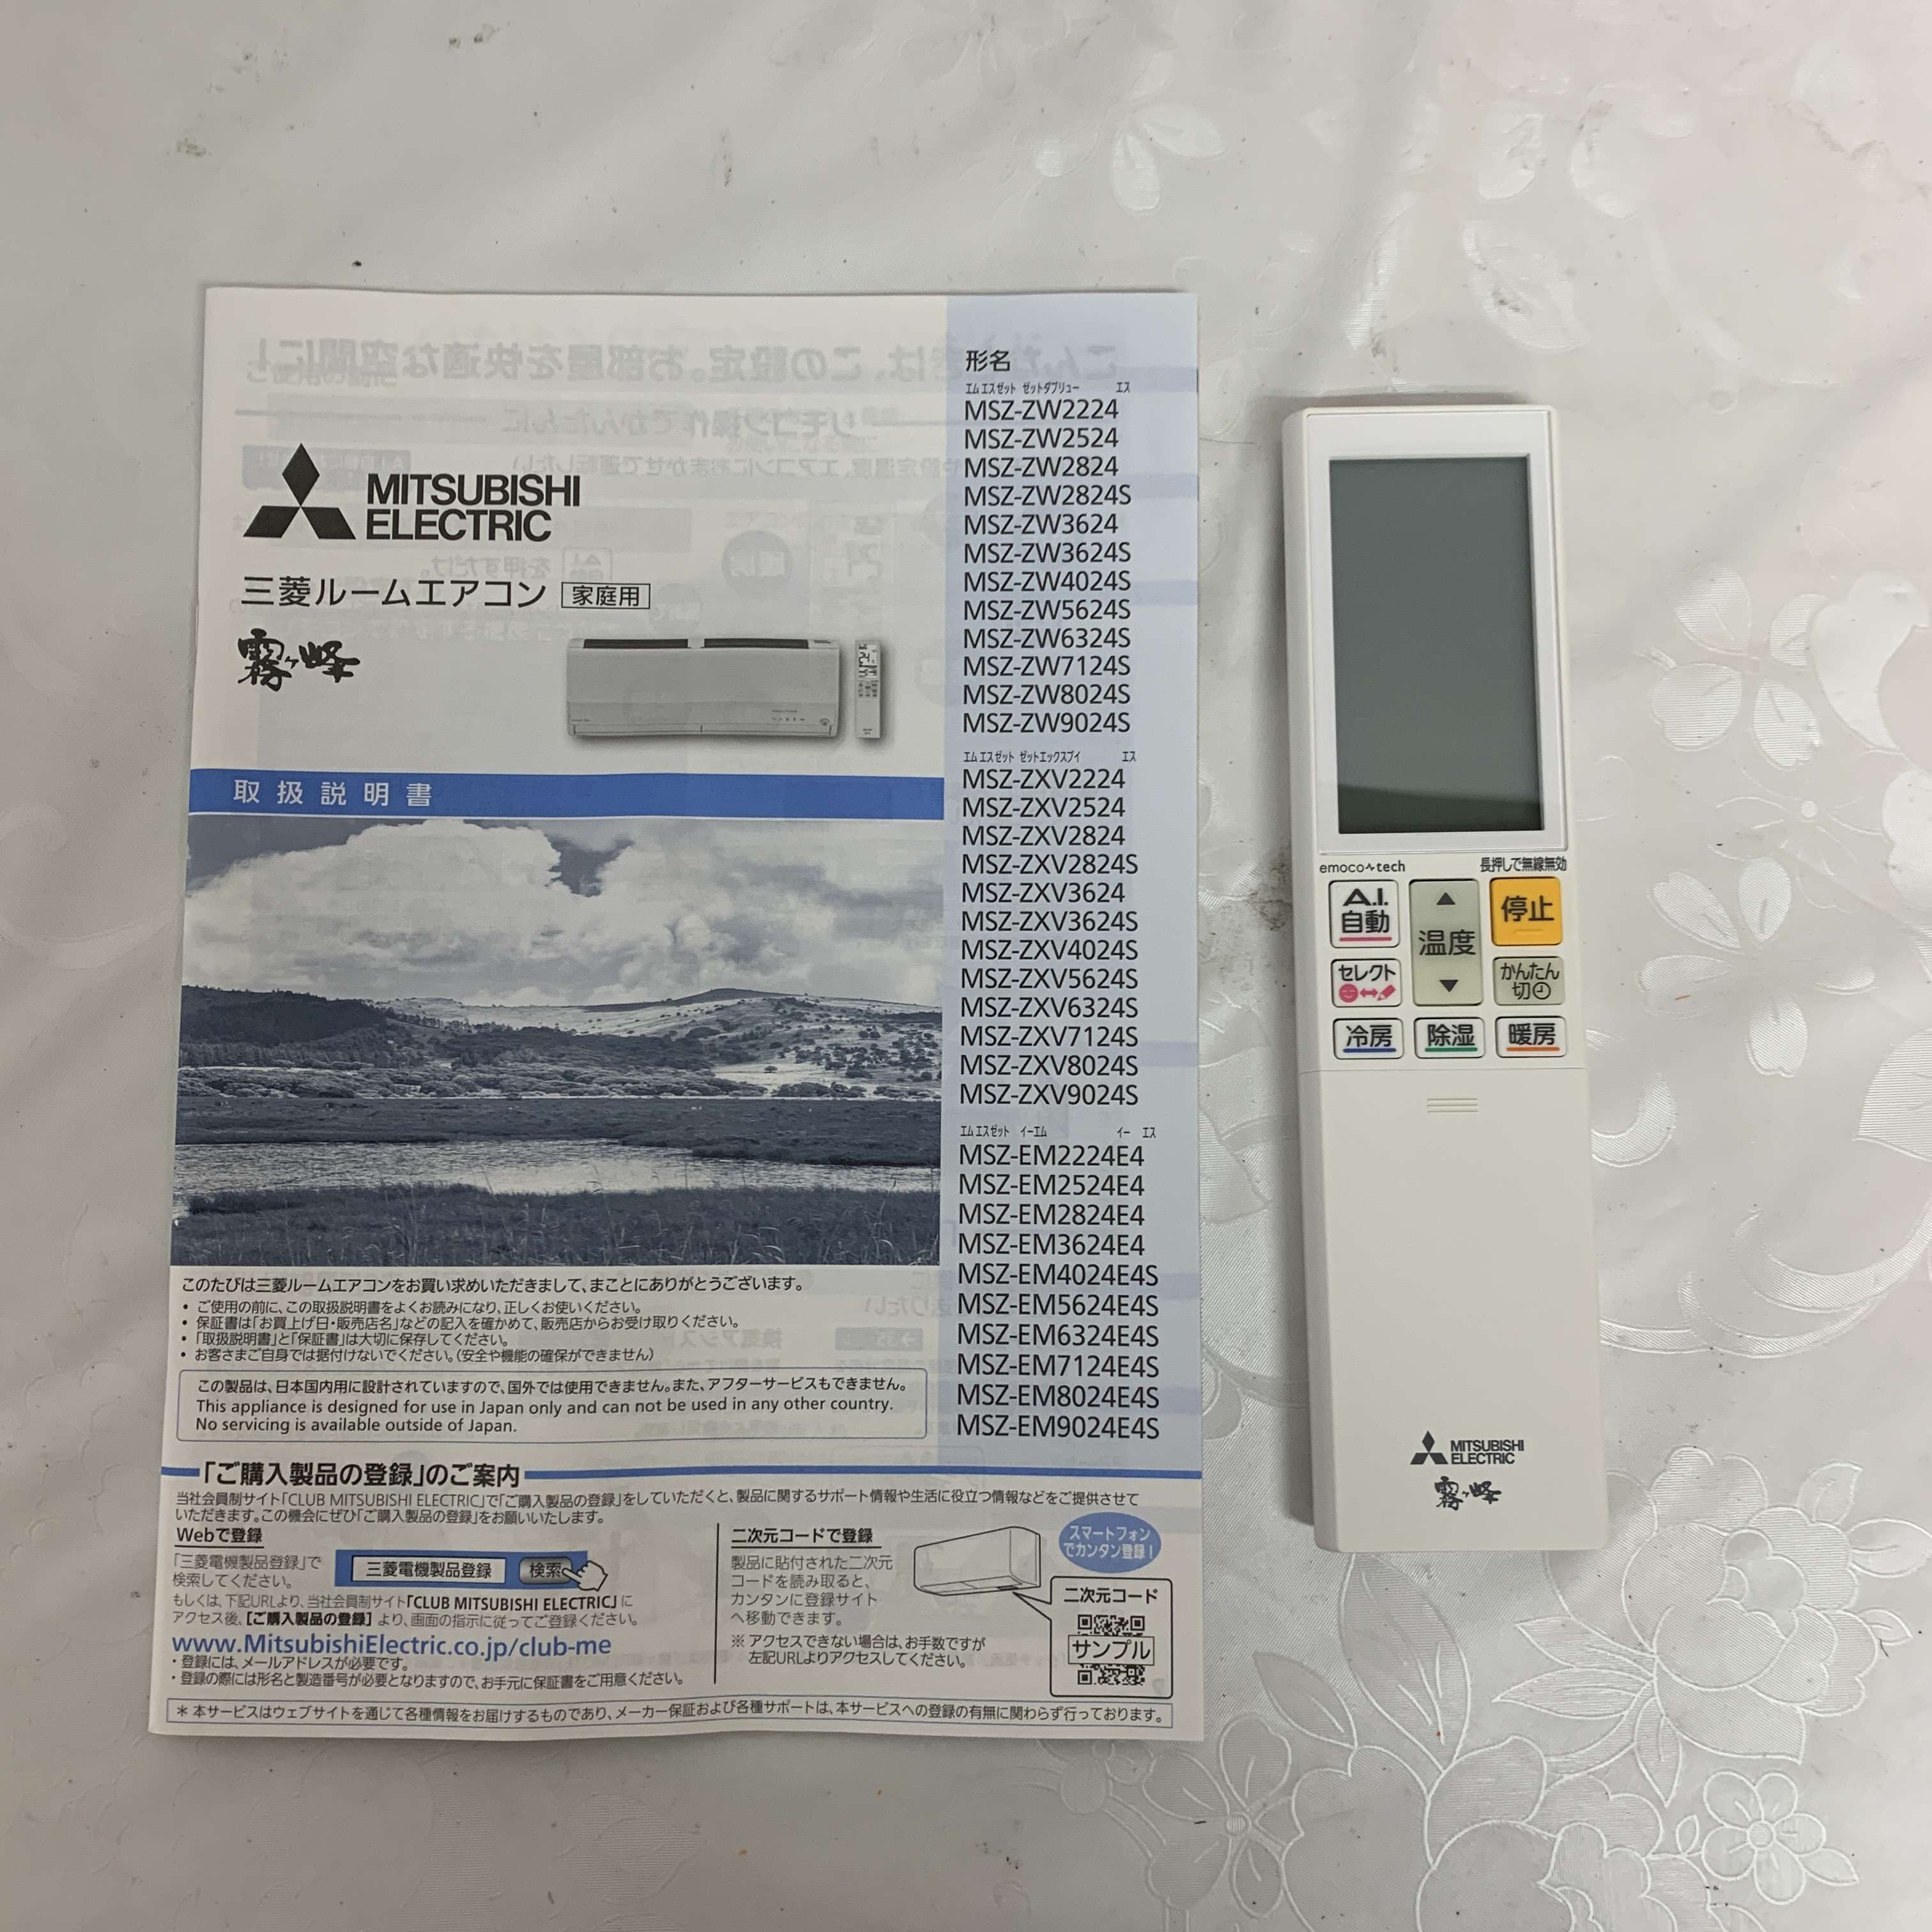 MITSUBISHI
ELECTRIC
三菱ルームエアコン 家庭用
霧ヶ峰
取扱説明書
形名
エムエスゼット ゼットダブリュー エス
MSZ-ZW2224
MSZ-ZW2524
MSZ-ZW2824
MSZ-ZW2824S
MSZ-ZW3624
MSZ-ZW3624S
MSZ-ZW4024S
MSZ-ZW5624S
MSZ-ZW6324S
MSZ-ZW7124S
MSZ-ZW8024S
MSZ-ZW9024S
エムエスゼット ゼットエックスブイ エス
MSZ-ZXV2224
MSZ-ZXV2524
MSZ-ZXV2824
MSZ-ZXV2824S
MSZ-ZXV3624
MSZ-ZXV3624S
MSZ-ZXV4024S
MSZ-ZXV5624S
MSZ-ZXV6324S
MSZ-ZXV7124S
MSZ-ZXV8024S
MSZ-ZXV9024S
エムエスゼット イーエム イー エス
MSZ-EM2224E4
MSZ-EM2524E4
MSZ-EM2824E4
MSZ-EM3624E4
MSZ-EM4024E4S
MSZ-EM5624E4S
MSZ-EM6324E4S
MSZ-EM7124E4S
MSZ-EM8024E4S
MSZ-EM9024E4S
このたびは三菱ルームエアコンをお買い求めいただきまして、まことにありがとうございます。
• ご使用の前に、この取扱説明書をよくお読みになり、正しくお使いください。
• 保証書は「お買上げ日・販売店名」などの記入を確かめて、販売店からお受け取りください。
• 「取扱説明書」と「保証書」は大切に保存してください。
• お客さまご自身では据付けないでください。(安全や機能の確保ができません)
この製品は、日本国内用に設計されていますので、国外では使用できません。また、アフターサービスもできません。
This appliance is designed for use in Japan only and can not be used in any other country.
No servicing is available outside of Japan.
「ご購入製品の登録」のご案内
当社会員制サイト「CLUB MITSUBISHI ELECTRIC」で「ご購入製品の登録」をしていただくと、製品に関するサポート情報や生活に役立つ情報などをご提供させて
いただきます。この機会にぜひ「ご購入製品の登録」をお願いいたします。
Webで登録
「三菱電機製品登録」で
検索してください。
三菱電機製品登録 検索
もしくは、下記URLより、当社会員制サイト「CLUB MITSUBISHI ELECTRIC」に
アクセス後、【ご購入製品の登録】より、画面の指示に従ってご登録ください。
www.MitsubishiElectric.co.jp/club-me
・登録には、メールアドレスが必要です。
・登録の際には形名と製造番号が必要となりますので、お手元に保証書をご用意ください。
二次元コードで登録
製品に貼付された二次元
コードを読み取ると、
カンタンに登録サイト
へ移動できます。
※ アクセスできない場合は、お手数ですが
左記URLよりアクセスしてください。
スマートフォン
でカンタン登録！
二次元コード
サンプル
＊本サービスはウェブサイトを通じて各種情報をお届けするものであり、メーカー保証および各種サポートは、本サービスへの登録の有無に関わらず行っております。
emoco tech 長押しで無線無効
A.I.
自動
▲
温度
▼
停止
セレクト
かんたん
切
冷房 除湿 暖房
MITSUBISHI
ELECTRIC
霧ヶ峰